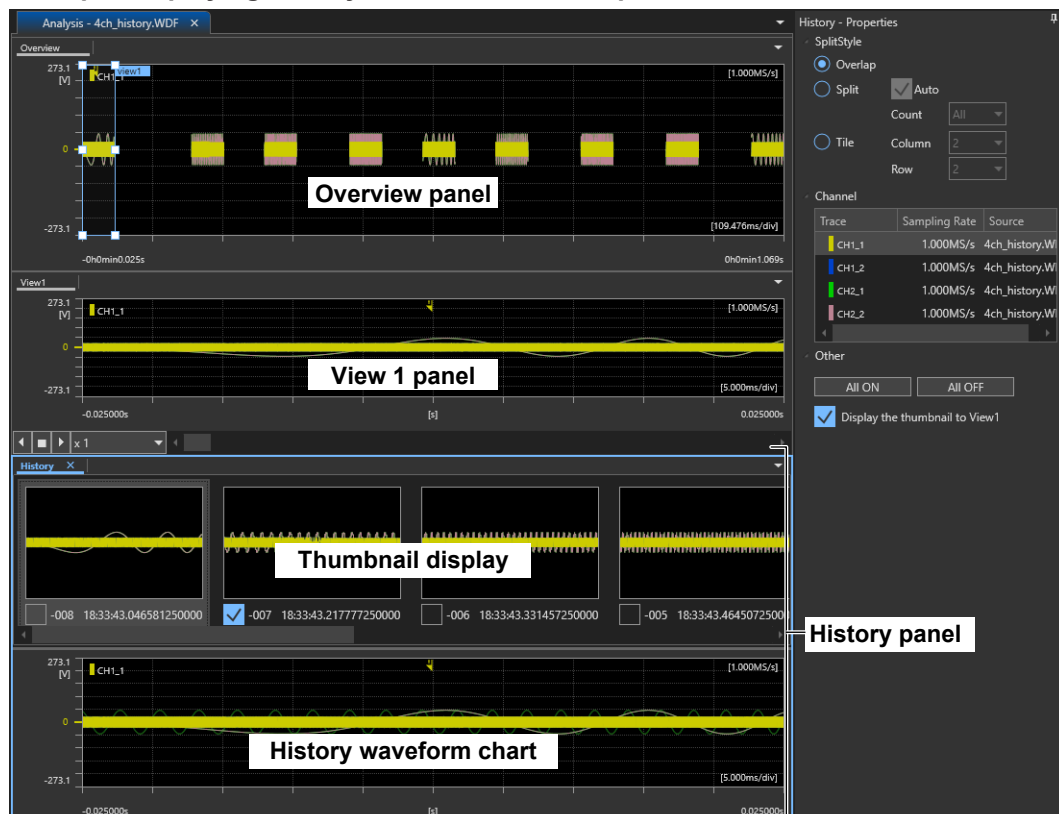 Analysis - 4ch_history.WDF ×
Overview
273.1
[V]
CH1_1
view1
[1.000MS/s]
0
Overview panel
-273.1
[109.476ms/div]
-0h0min0.025s
0h0min1.069s
View1
273.1
[V]
CH1_1
[1.000MS/s]
0
View 1 panel
-273.1
[5.000ms/div]
-0.025000s
[s]
0.025000s
x 1
History ×
Thumbnail display
-008 18:33:43.046581250000
-007 18:33:43.217777250000
-006 18:33:43.331457250000
-005 18:33:43.46450725000
History panel
273.1
[V]
CH1_1
[1.000MS/s]
0
History waveform chart
-273.1
[5.000ms/div]
-0.025000s
[s]
0.025000s
History - Properties
SplitStyle
Overlap
Split Auto
Count All
Tile Column 2
Row 2
Channel
Trace Sampling Rate Source
CH1_1 1.000MS/s 4ch_history.W
CH1_2 1.000MS/s 4ch_history.W
CH2_1 1.000MS/s 4ch_history.W
CH2_2 1.000MS/s 4ch_history.W
Other
All ON All OFF
Display the thumbnail to View1